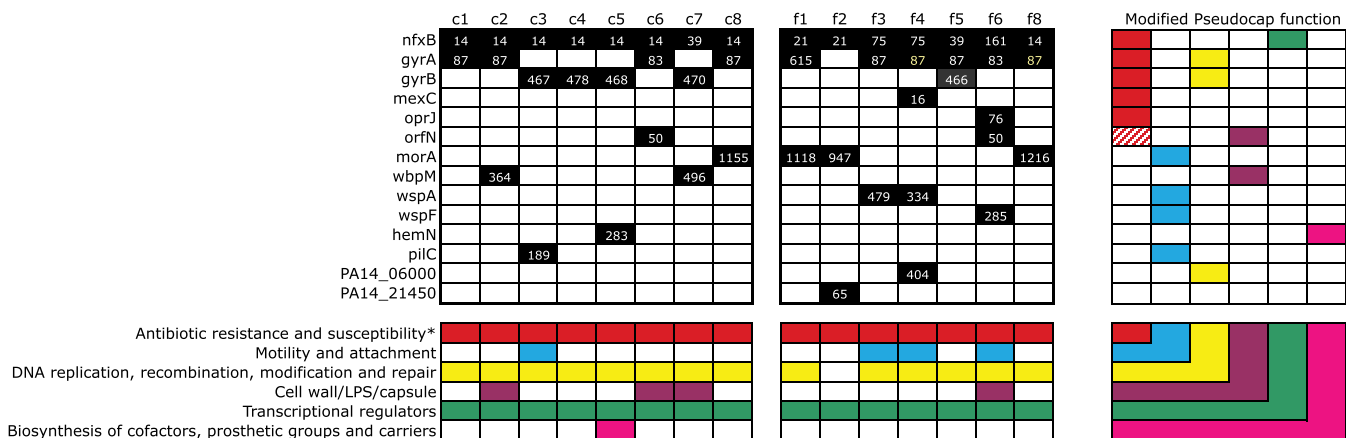 c1 c2 c3 c4 c5 c6 c7 c8 f1 f2 f3 f4 f5 f6 f8 Modified Pseudocap function
nfxB 14 14 14 14 14 14 39 14 21 21 75 75 39 161 14
gyrA 87 87 83 87 615 87 87 87 83 87
gyrB 467 478 468 470 466
mexC 16
oprJ 76
orfN 50 50
morA 1155 1118 947 1216
wbpM 364 496
wspA 479 334
wspF 285
hemN 283
pilC 189
PA14_06000 404
PA14_21450 65
Antibiotic resistance and susceptibility*
Motility and attachment
DNA replication, recombination, modification and repair
Cell wall/LPS/capsule
Transcriptional regulators
Biosynthesis of cofactors, prosthetic groups and carriers